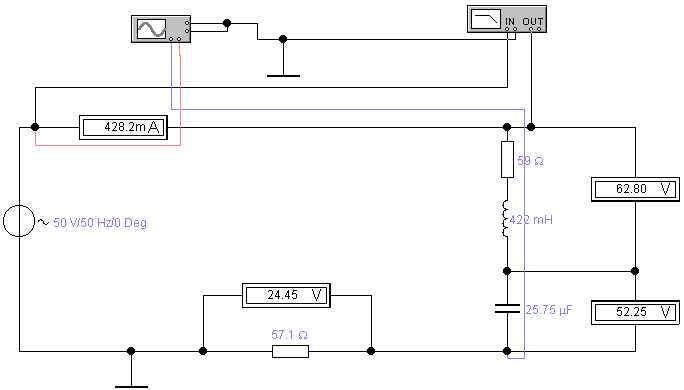 IN OUT
428.2m A
59 Ω
62.80 V
50 V/50 Hz/0 Deg
422 mH
24.45 V
25.75 µF
52.25 V
57.1 Ω